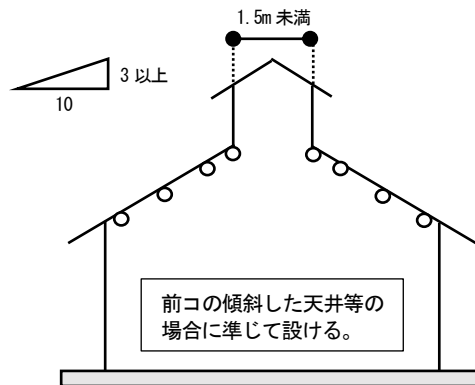 1.5m 未満
3 以上
10
前コの傾斜した天井等の
場合に準じて設ける。